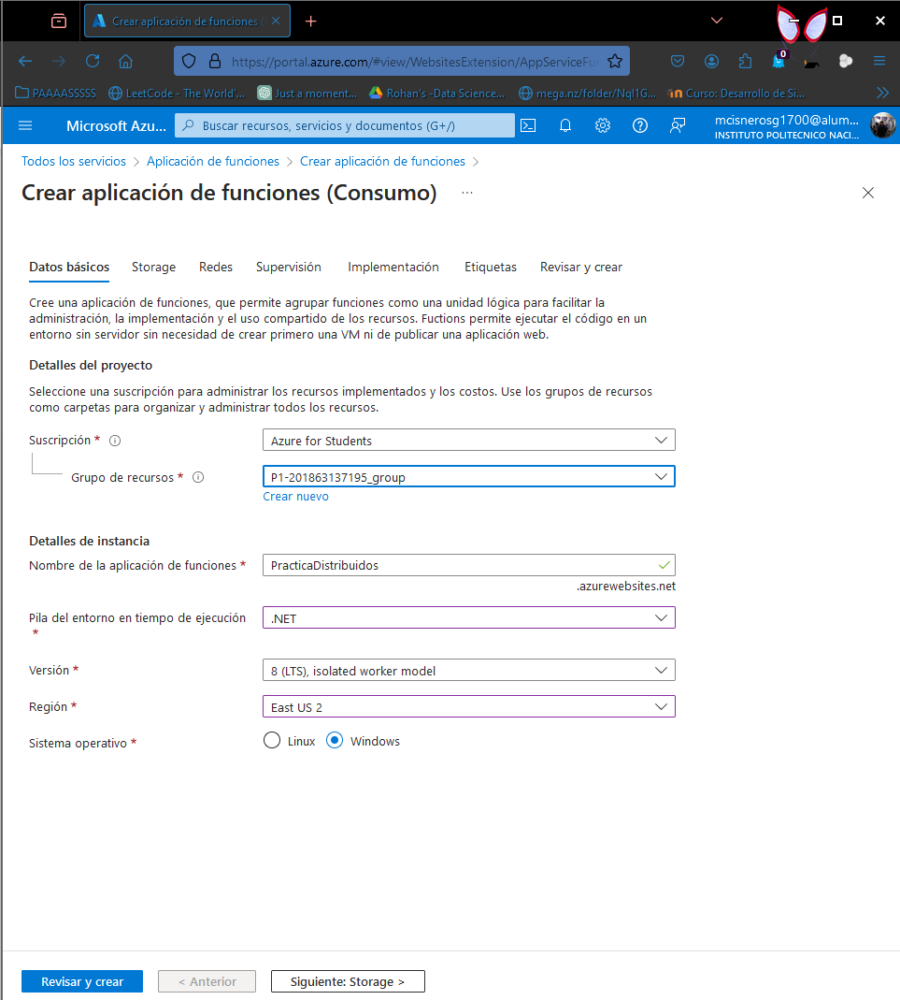 Crear aplicación de funciones (
https://portal.azure.com/#view/WebsitesExtension/AppServiceFu
0
PAAAASSSSS
LeetCode - The World'...
Just a moment...
Rohan's -Data Science...
mega.nz/folder/Nql1G...
Curso: Desarrollo de Si...
Microsoft Azu...
Buscar recursos, servicios y documentos (G+/)
mcisnerosg1700@alum...
INSTITUTO POLITECNICO NACI...
Todos los servicios > Aplicación de funciones > Crear aplicación de funciones >
Crear aplicación de funciones (Consumo) ...
Datos básicos Storage Redes Supervisión Implementación Etiquetas Revisar y crear
Cree una aplicación de funciones, que permite agrupar funciones como una unidad lógica para facilitar la
administración, la implementación y el uso compartido de los recursos. Fuctions permite ejecutar el código en un
entorno sin servidor sin necesidad de crear primero una VM ni de publicar una aplicación web.
Detalles del proyecto
Seleccione una suscripción para administrar los recursos implementados y los costos. Use los grupos de recursos
como carpetas para organizar y administrar todos los recursos.
Suscripción *
Azure for Students
Grupo de recursos *
P1-201863137195_group
Crear nuevo
Detalles de instancia
Nombre de la aplicación de funciones *
PracticaDistribuidos
.azurewebsites.net
Pila del entorno en tiempo de ejecución
*
.NET
Versión *
8 (LTS), isolated worker model
Región *
East US 2
Sistema operativo *
Linux Windows
Revisar y crear
< Anterior
Siguiente: Storage >